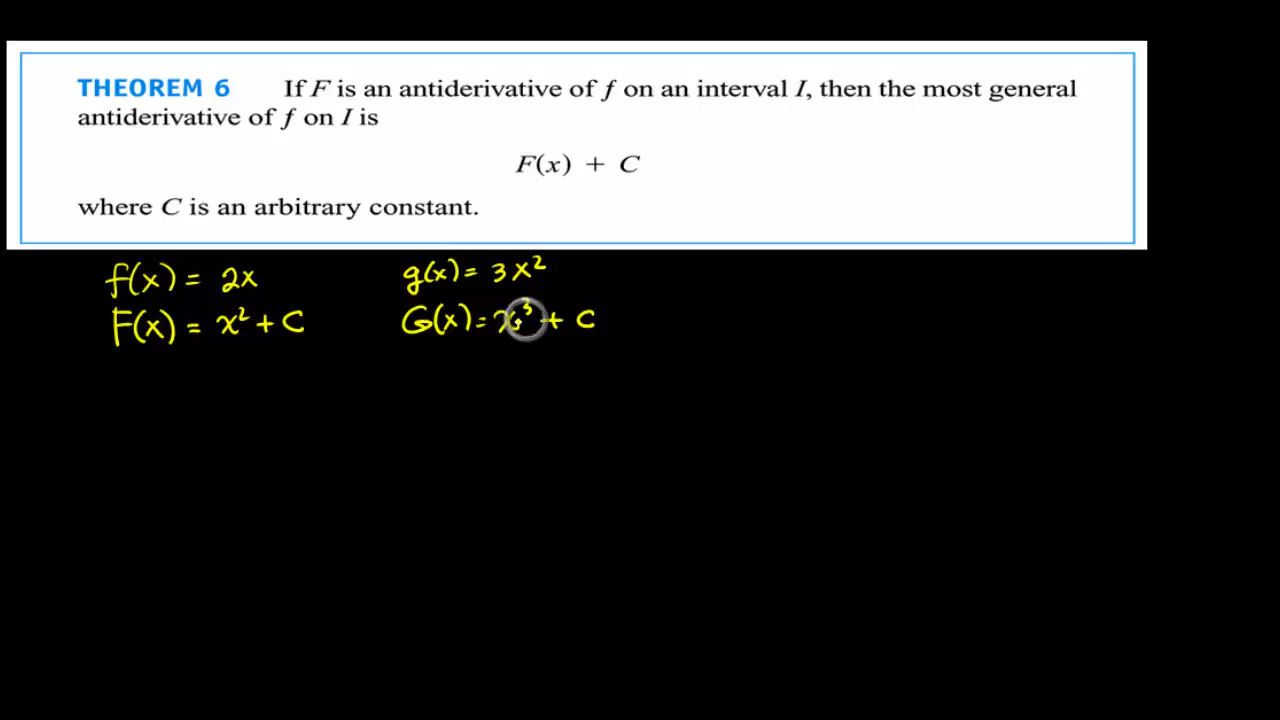 THEOREM 6 If F is an antiderivative of f on an interval I, then the most general
antiderivative of f on I is
F(x) + C
where C is an arbitrary constant.
f(x) = 2x
F(x) = x² + C
g(x) = 3x²
G(x) = x³ + C